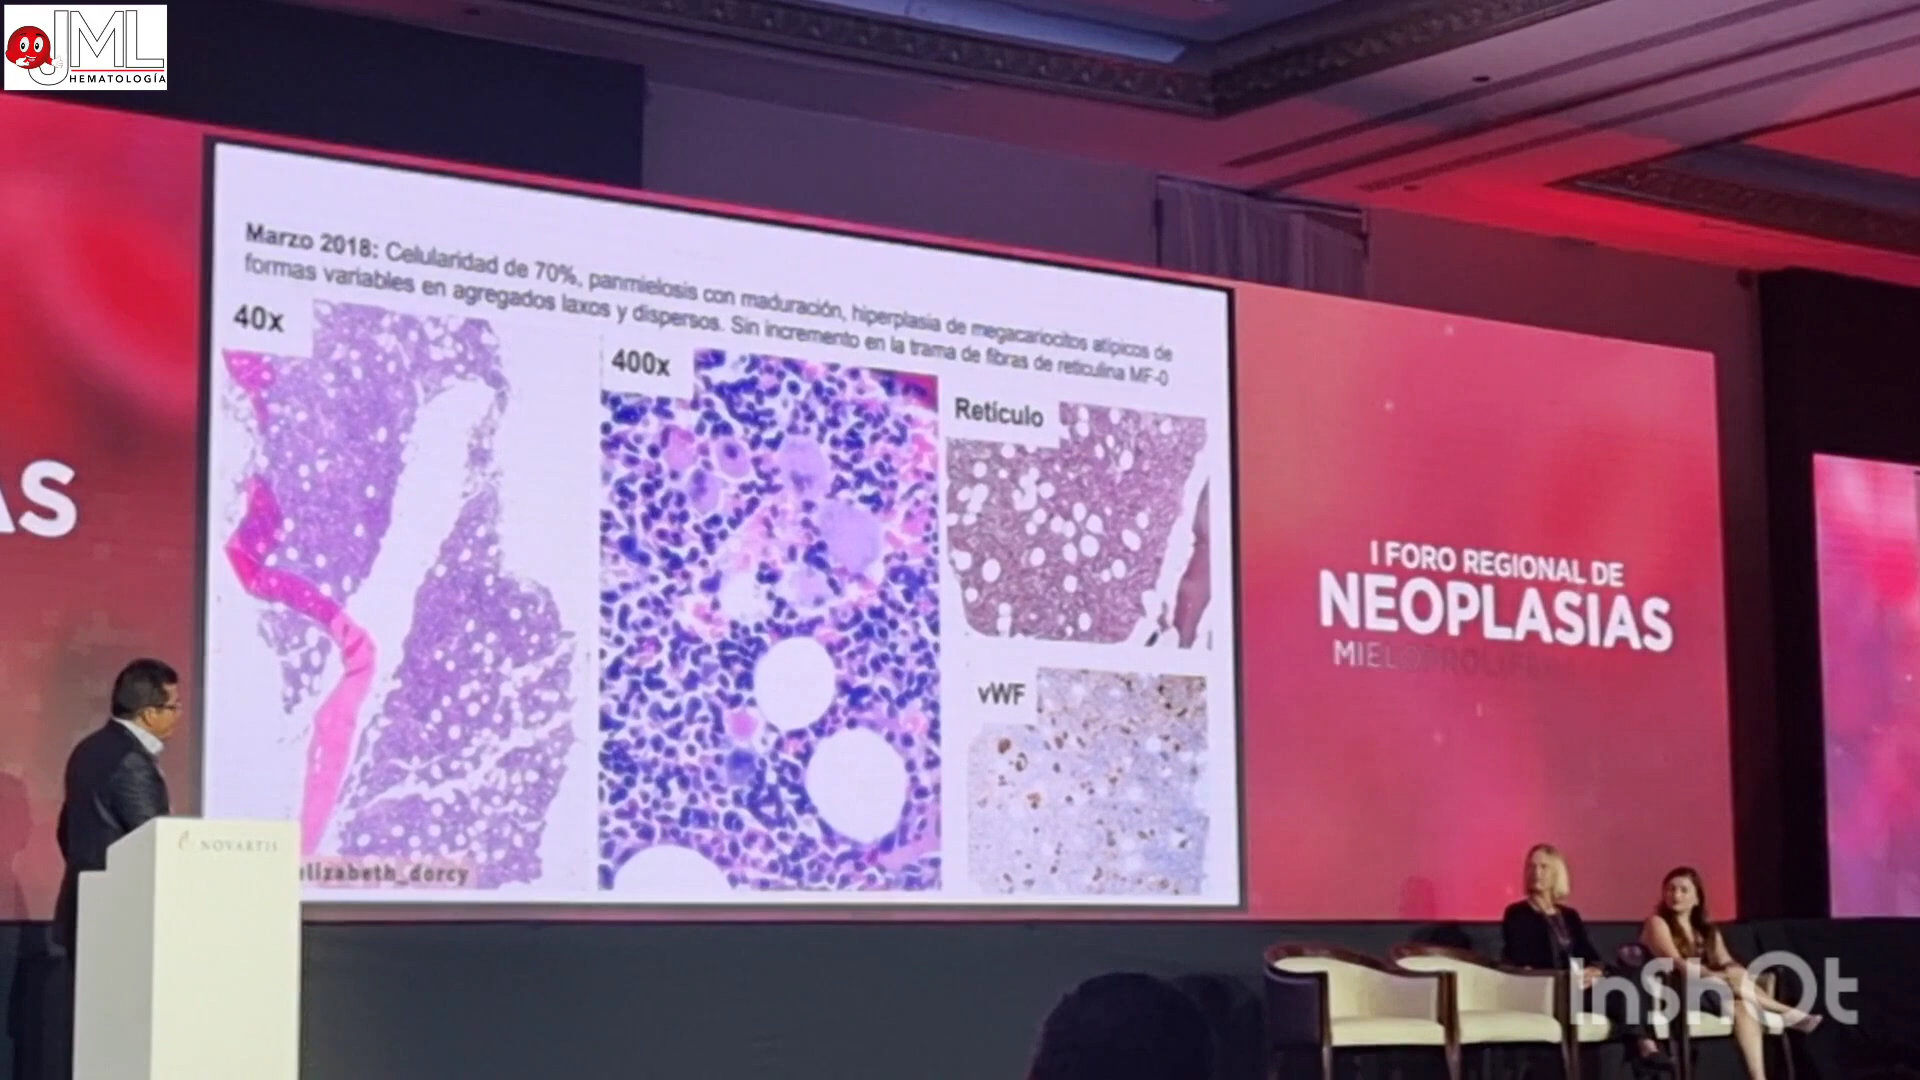 JML
HEMATOLOGÍA
Marzo 2018: Celularidad de 70%, panmielosis con maduración, hiperplasia de megacariocitos atípicos de
formas variables en agregados laxos y dispersos. Sin incremento en la trama de fibras de reticulina MF-0
40x
400x
Retículo
vWF
elizabeth_dorcy
AS
I FORO REGIONAL DE
NEOPLASIAS
MIELOPROLIFE
NOVARTIS
InShOt